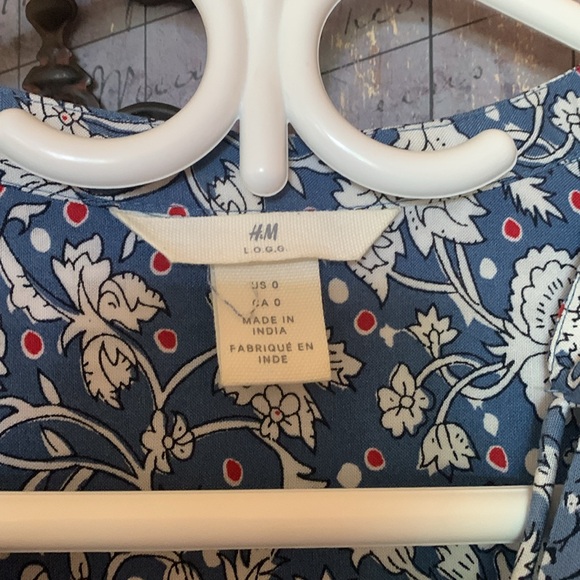 H&M
L.O.G.G.
US 0
CA 0
MADE IN
INDIA
FABRIQUÉ EN
INDE